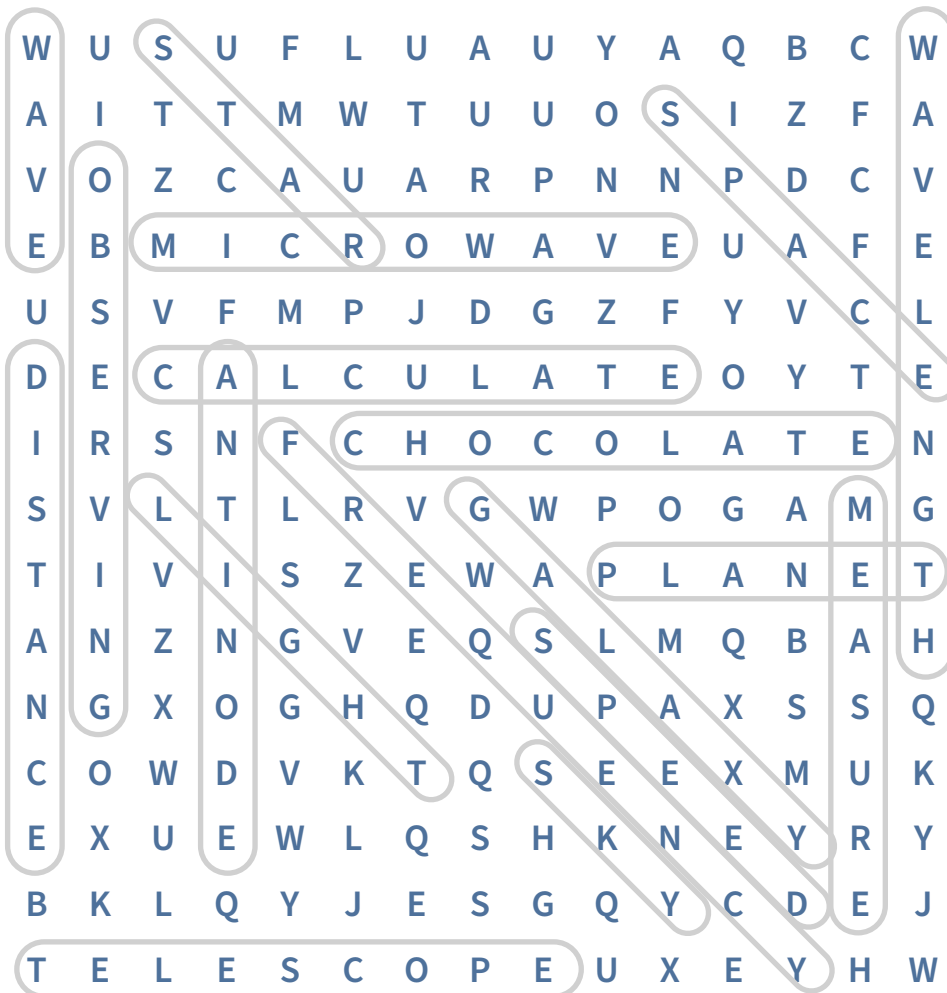 W U S U F L U A U Y A Q B C W
A I T T M W T U U O S I Z F A
V O Z C A U A R P N N P D C V
E B M I C R O W A V E U A F E
U S V F M P J D G Z F Y V C L
D E C A L C U L A T E O Y T E
I R S N F C H O C O L A T E N
S V L T L R V G W P O G A M G
T I V I S Z E W A P L A N E T
A N Z N G V E Q S L M Q B A H
N G X O G H Q D U P A X S S Q
C O W D V K T Q S E E X M U K
E X U E W L Q S H K N E Y R Y
B K L Q Y J E S G Q Y C D E J
T E L E S C O P E U X E Y H W